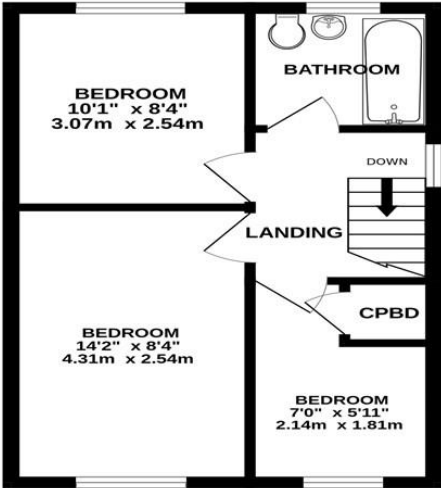 BATHROOM
BEDROOM
10'1" x 8'4"
3.07m x 2.54m
DOWN
LANDING
CPBD
BEDROOM
14'2" x 8'4"
4.31m x 2.54m
BEDROOM
7'0" x 5'11"
2.14m x 1.81m